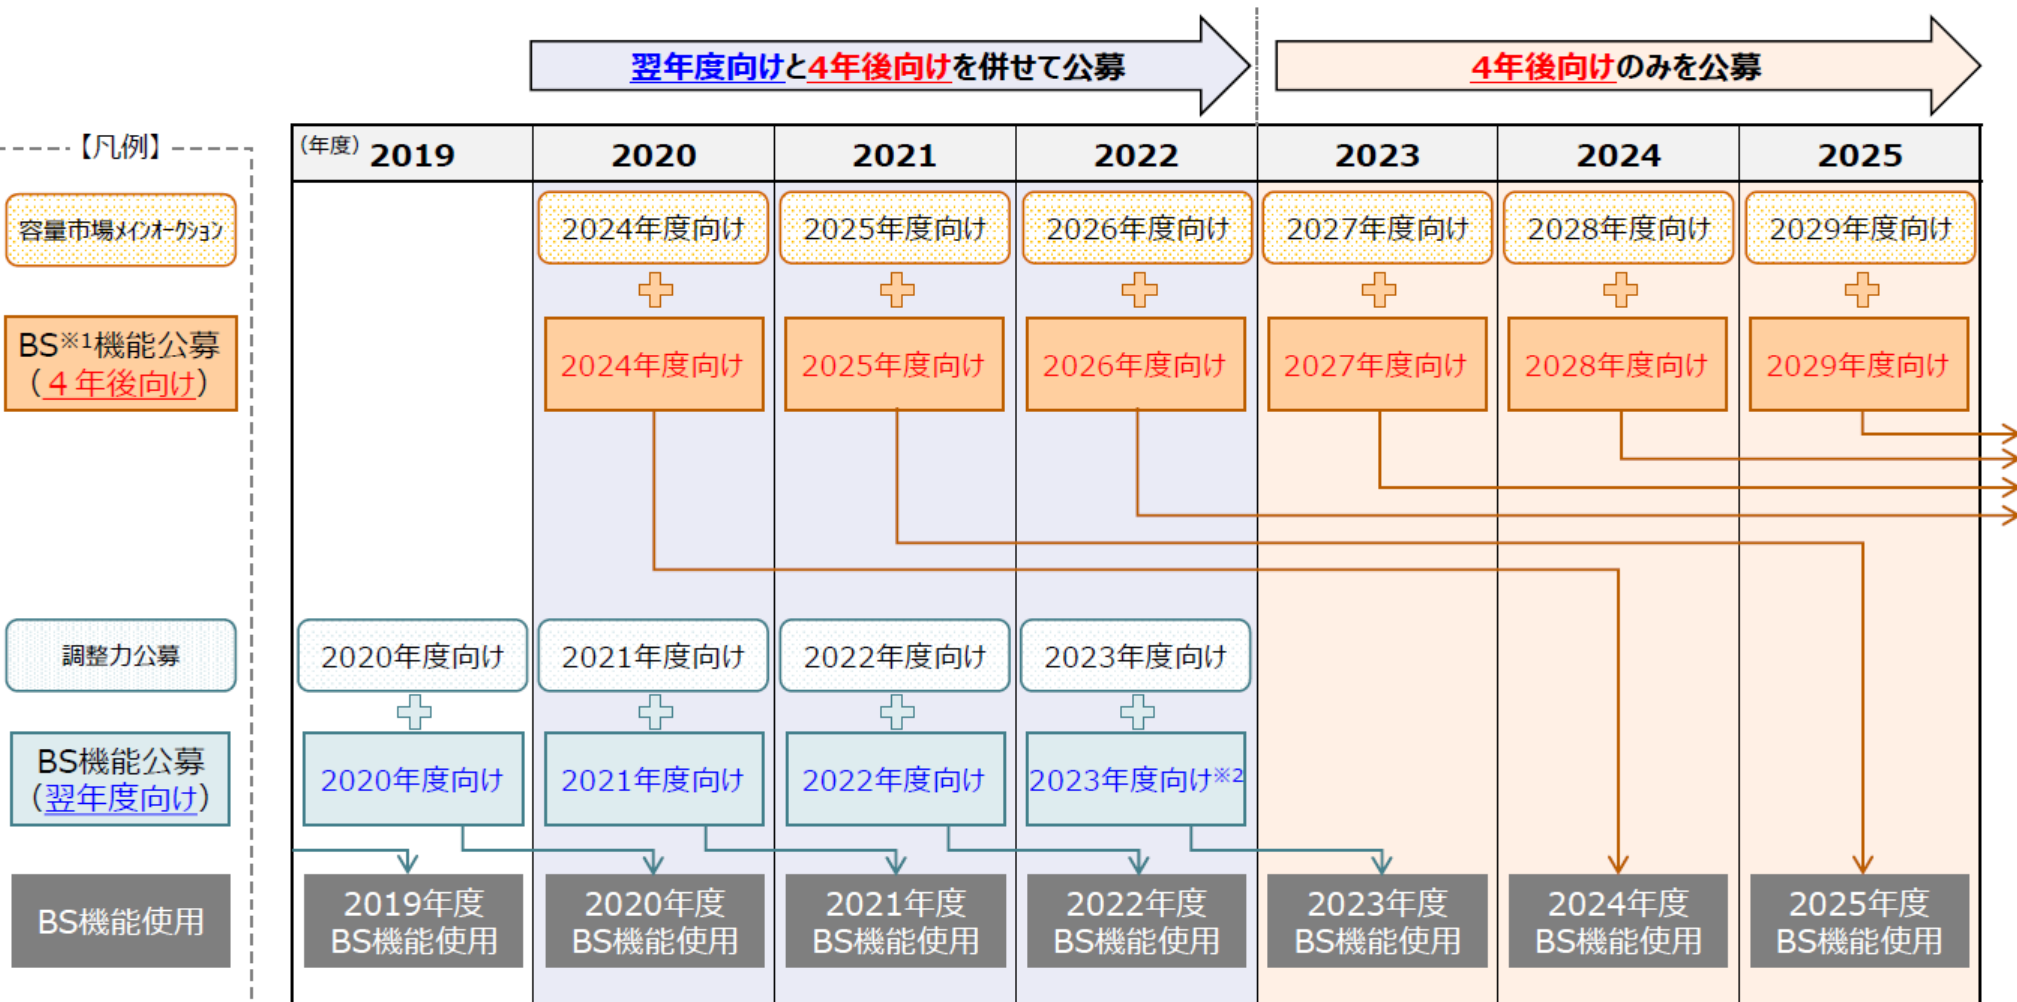 翌年度向けと4年後向けを併せて公募
4年後向けのみを公募
【凡例】
(年度) 2019 2020 2021 2022 2023 2024 2025
容量市場メインオークション
2024年度向け 2025年度向け 2026年度向け 2027年度向け 2028年度向け 2029年度向け
BS※1機能公募
(4年後向け)
2024年度向け 2025年度向け 2026年度向け 2027年度向け 2028年度向け 2029年度向け
調整力公募
2020年度向け 2021年度向け 2022年度向け 2023年度向け
BS機能公募
(翌年度向け)
2020年度向け 2021年度向け 2022年度向け 2023年度向け※2
BS機能使用
2019年度
BS機能使用
2020年度
BS機能使用
2021年度
BS機能使用
2022年度
BS機能使用
2023年度
BS機能使用
2024年度
BS機能使用
2025年度
BS機能使用